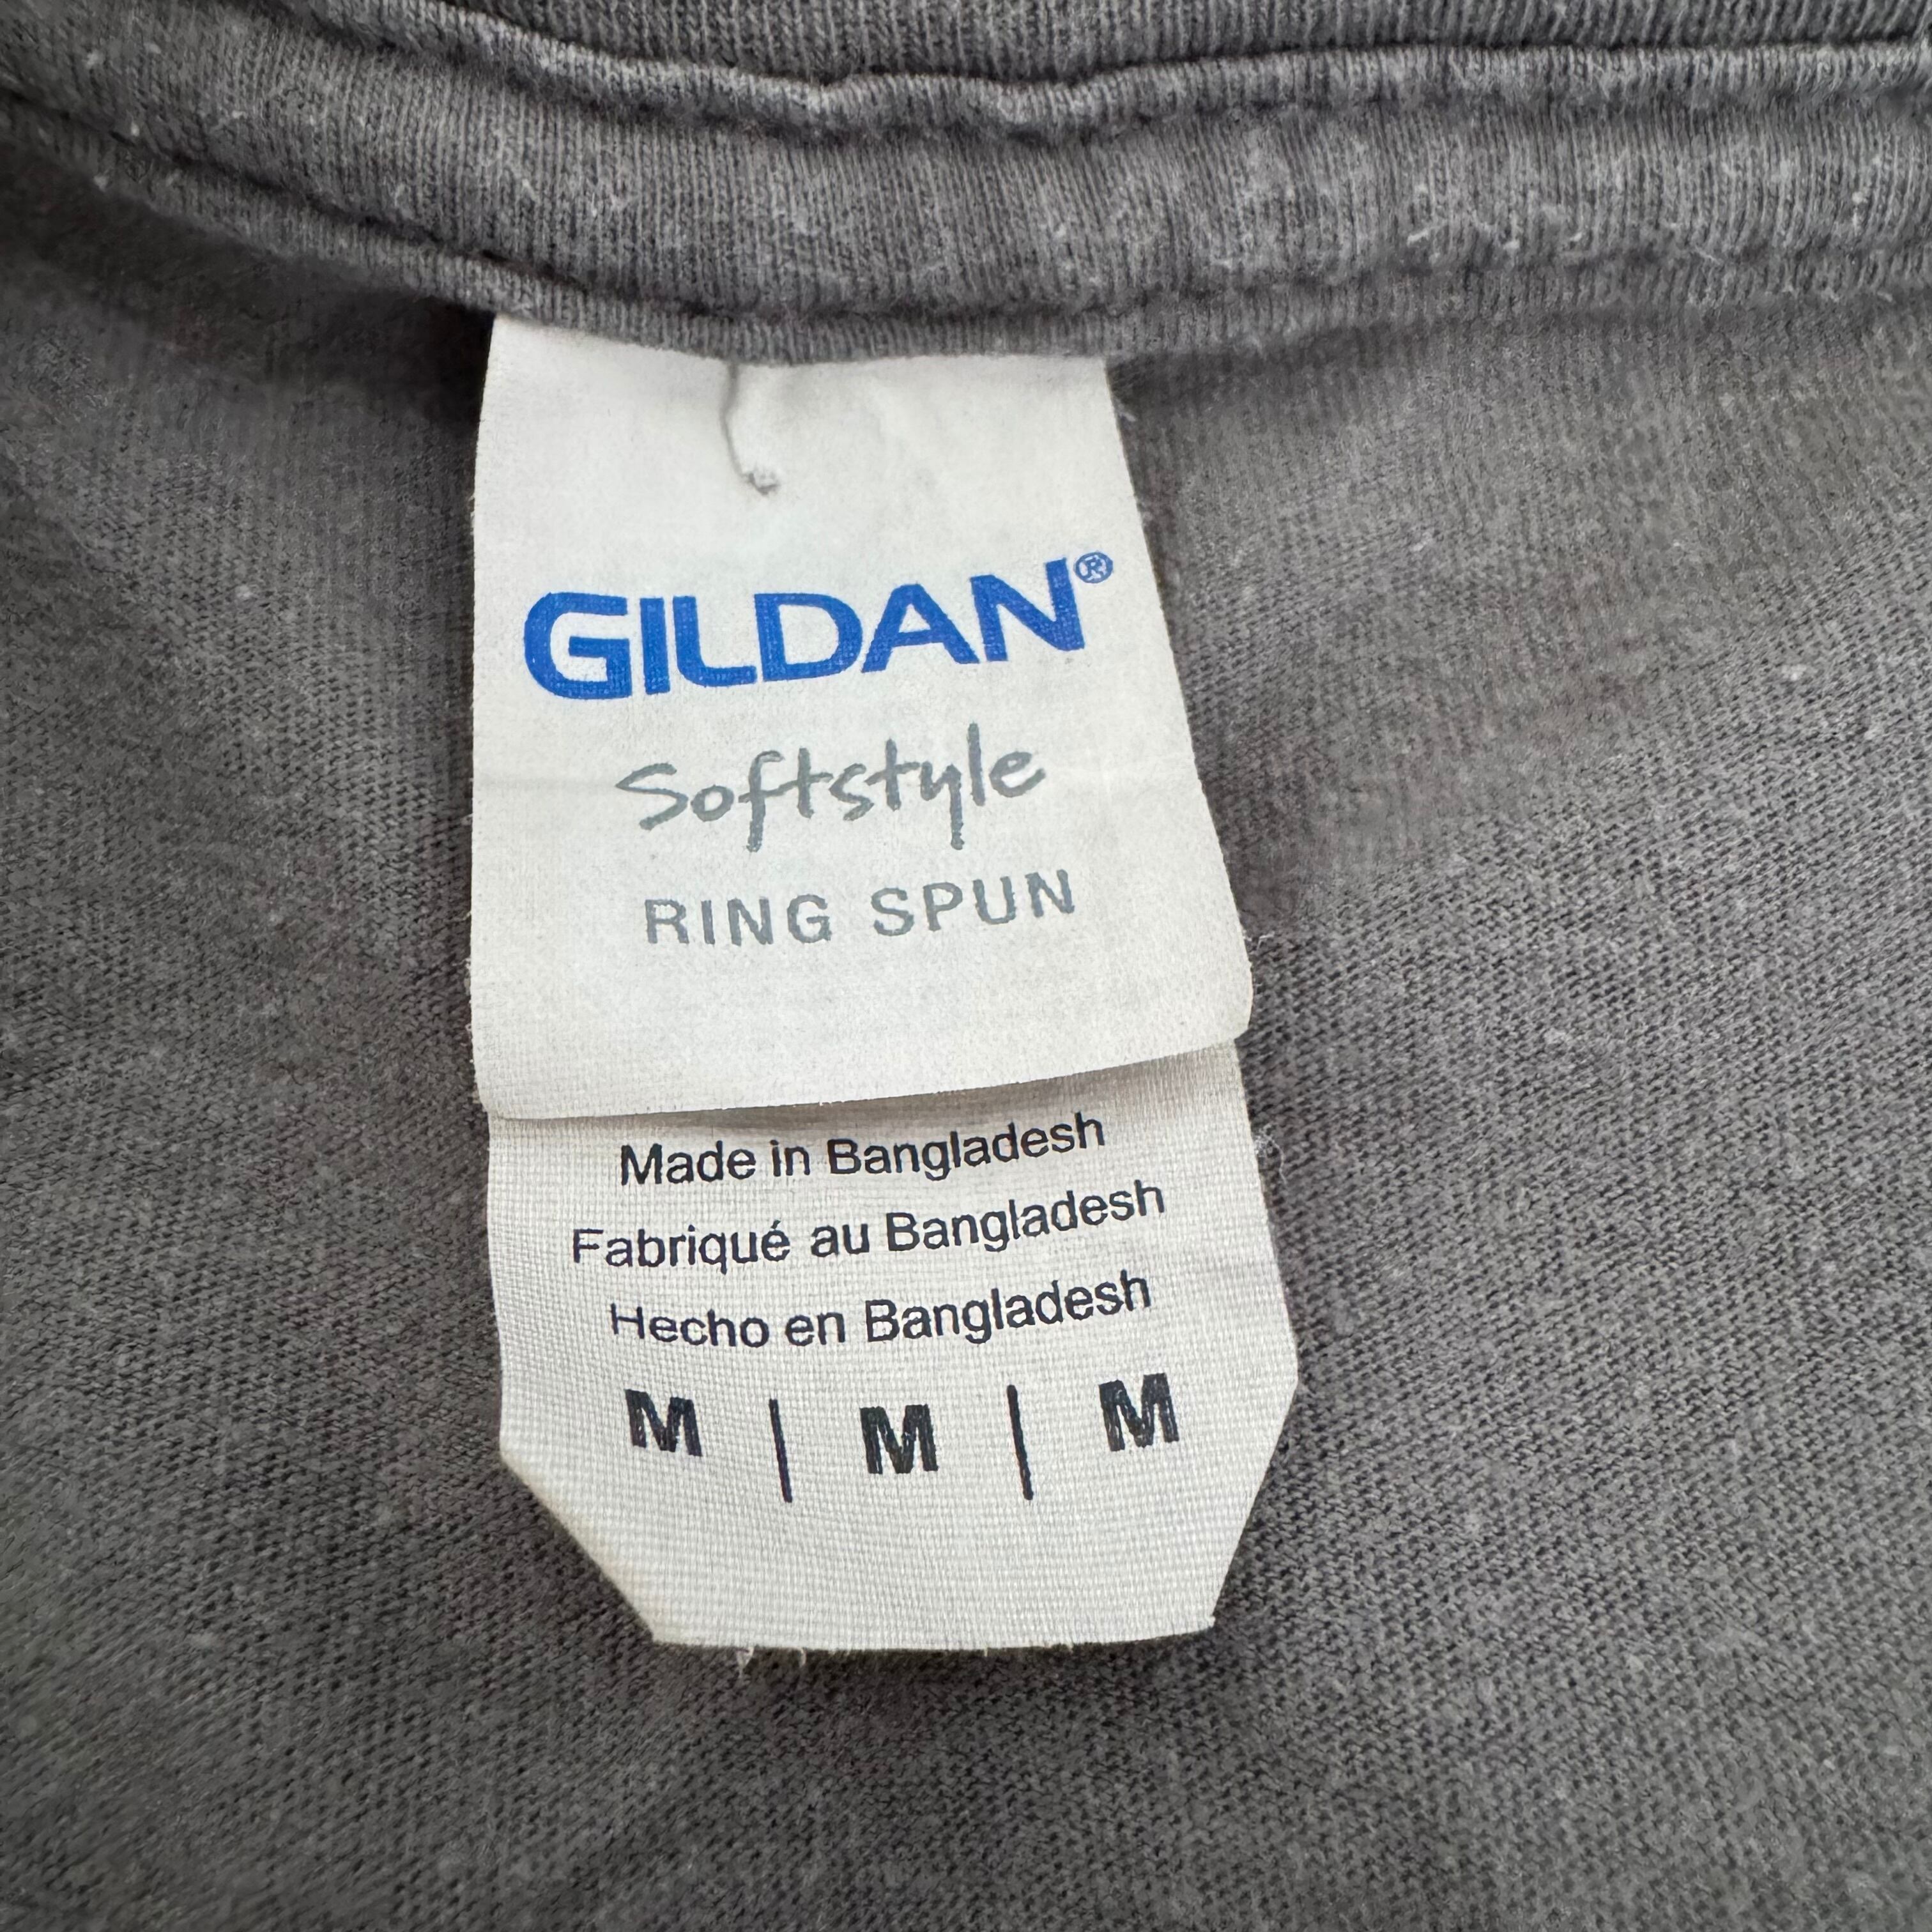 GILDAN®
Softstyle
RING SPUN
Made in Bangladesh
Fabriqué au Bangladesh
Hecho en Bangladesh
M | M | M